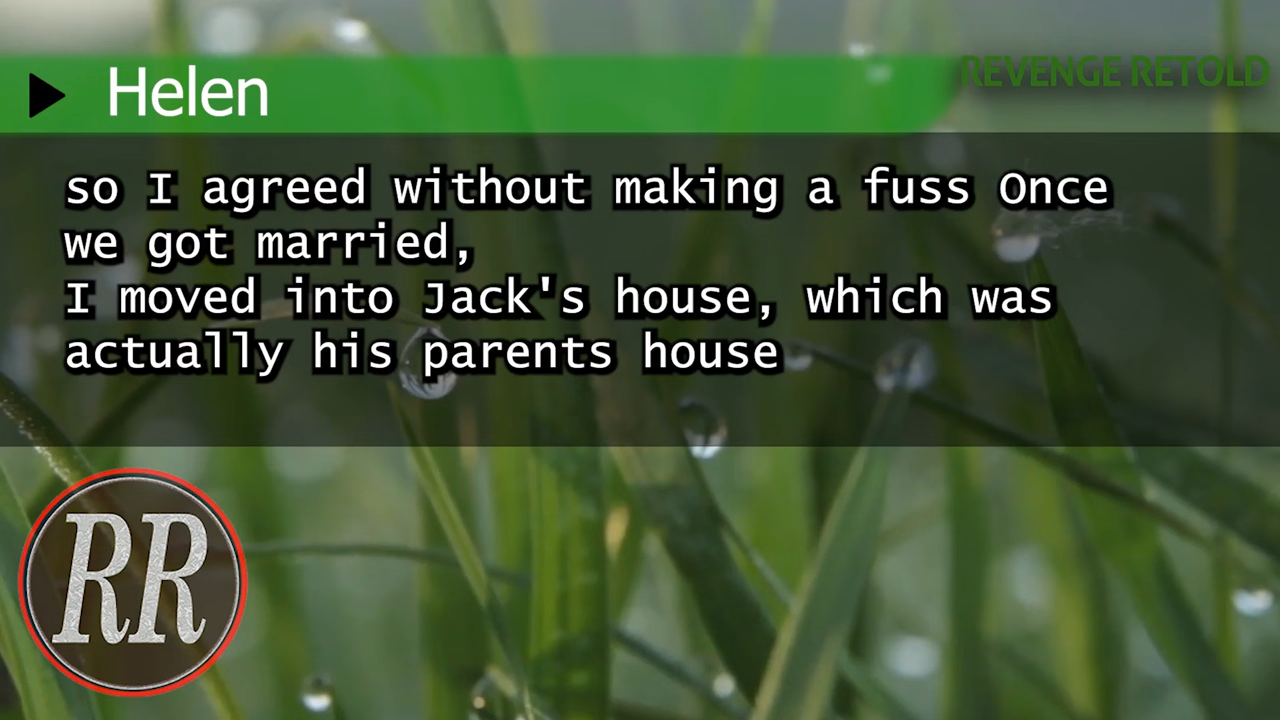 Helen
REVENGE RETOLD
so I agreed without making a fuss Once
we got married,
I moved into Jack's house, which was
actually his parents house
RR